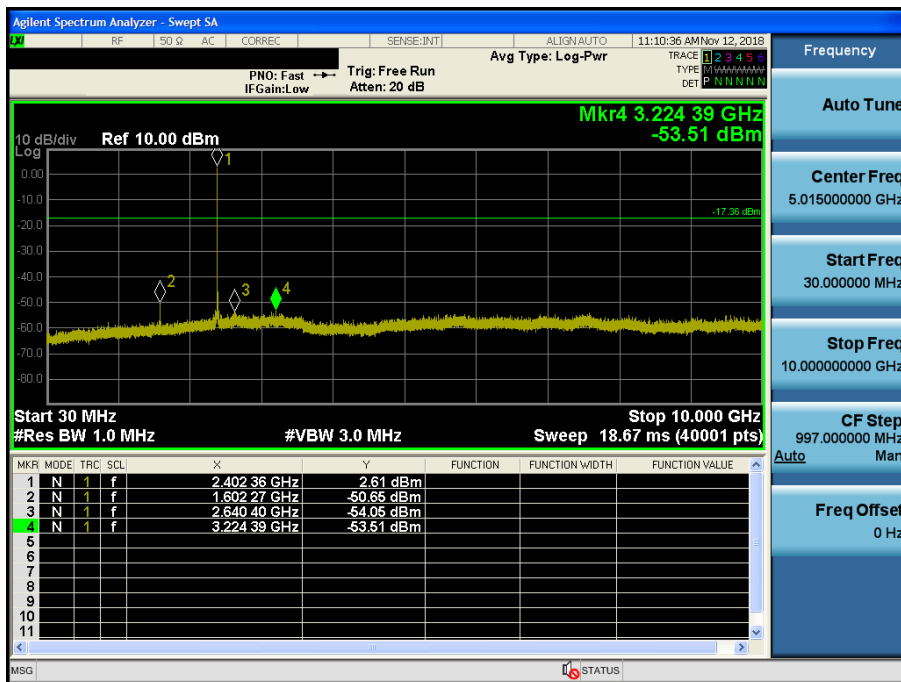 Agilent Spectrum Analyzer - Swept SA
LXI RF 50 Ω AC CORREC SENSE:INT ALIGN AUTO 11:10:36 AM Nov 12, 2018
PNO: Fast
IFGain:Low
Trig: Free Run
Atten: 20 dB
Avg Type: Log-Pwr
TRACE 1 2 3 4 5 6
TYPE M WWWWW
DET P N N N N N
Mkr4 3.224 39 GHz
-53.51 dBm
10 dB/div
Log
Ref 10.00 dBm
0.00
-10.0
-20.0
-30.0
-40.0
-50.0
-60.0
-70.0
-80.0
1
2
3
4
-17.36 dBm
Start 30 MHz Stop 10.000 GHz
#Res BW 1.0 MHz #VBW 3.0 MHz Sweep 18.67 ms (40001 pts)
MKR MODE TRC SCL X Y FUNCTION FUNCTION WIDTH FUNCTION VALUE
1 N 1 f 2.402 36 GHz 2.61 dBm
2 N 1 f 1.602 27 GHz -50.65 dBm
3 N 1 f 2.640 40 GHz -54.05 dBm
4 N 1 f 3.224 39 GHz -53.51 dBm
5
6
7
8
9
10
11
MSG STATUS
Frequency
Auto Tune
Center Freq
5.015000000 GHz
Start Freq
30.000000 MHz
Stop Freq
10.000000000 GHz
CF Step
997.000000 MHz
Auto Man
Freq Offset
0 Hz